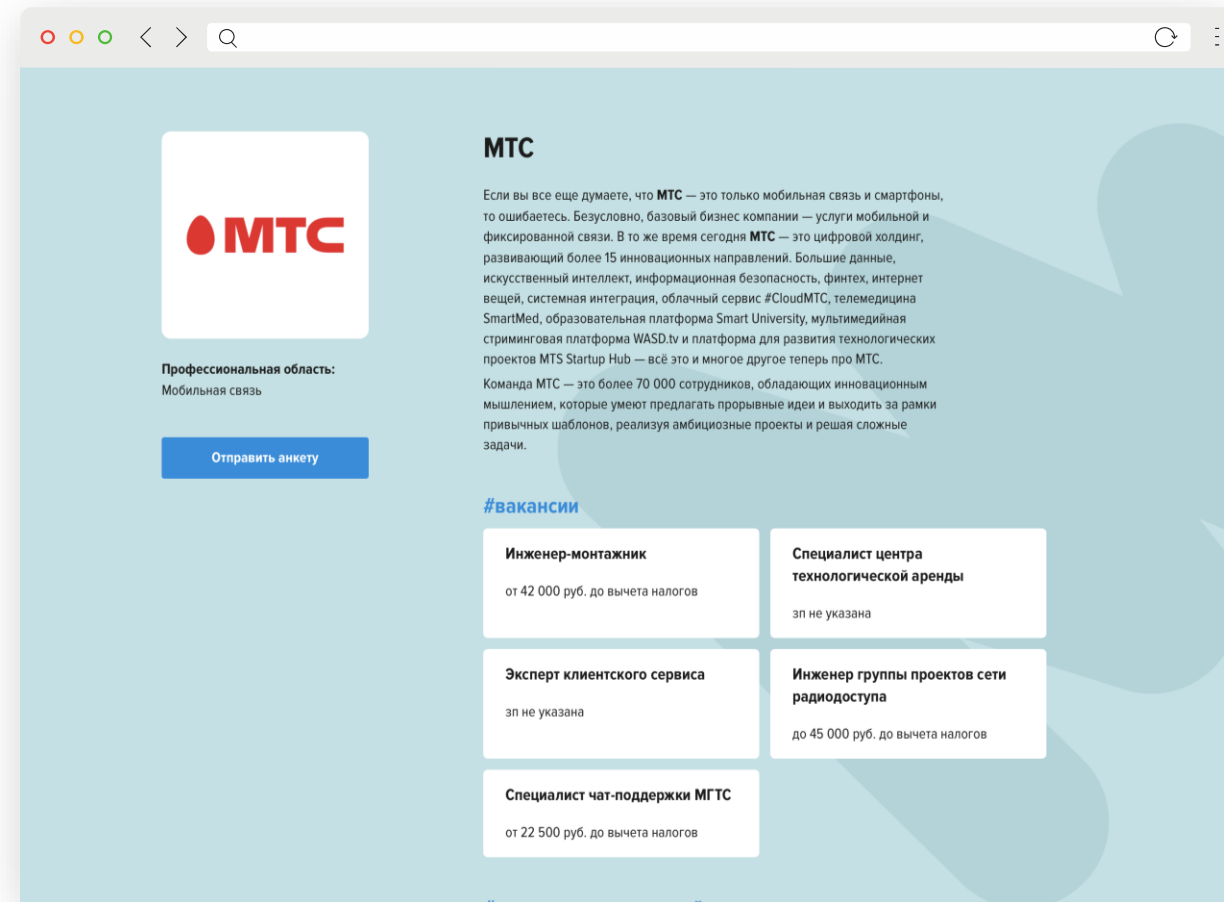 МТС
Профессиональная область:
Мобильная связь
Отправить анкету
МТС
Если вы все еще думаете, что МТС — это только мобильная связь и смартфоны,
то ошибаетесь. Безусловно, базовый бизнес компании — услуги мобильной и
фиксированной связи. В то же время сегодня МТС — это цифровой холдинг,
развивающий более 15 инновационных направлений. Большие данные,
искусственный интеллект, информационная безопасность, финтех, интернет
вещей, системная интеграция, облачный сервис #CloudМТС, телемедицина
SmartMed, образовательная платформа Smart University, мультимедийная
стриминговая платформа WASD.tv и платформа для развития технологических
проектов MTS Startup Hub — всё это и многое другое теперь про МТС.
Команда МТС — это более 70 000 сотрудников, обладающих инновационным
мышлением, которые умеют предлагать прорывные идеи и выходить за рамки
привычных шаблонов, реализуя амбициозные проекты и решая сложные
задачи.
#вакансии
Инженер-монтажник
от 42 000 руб. до вычета налогов
Специалист центра
технологической аренды
зп не указана
Эксперт клиентского сервиса
зп не указана
Инженер группы проектов сети
радиодоступа
до 45 000 руб. до вычета налогов
Специалист чат-поддержки МГТС
от 22 500 руб. до вычета налогов